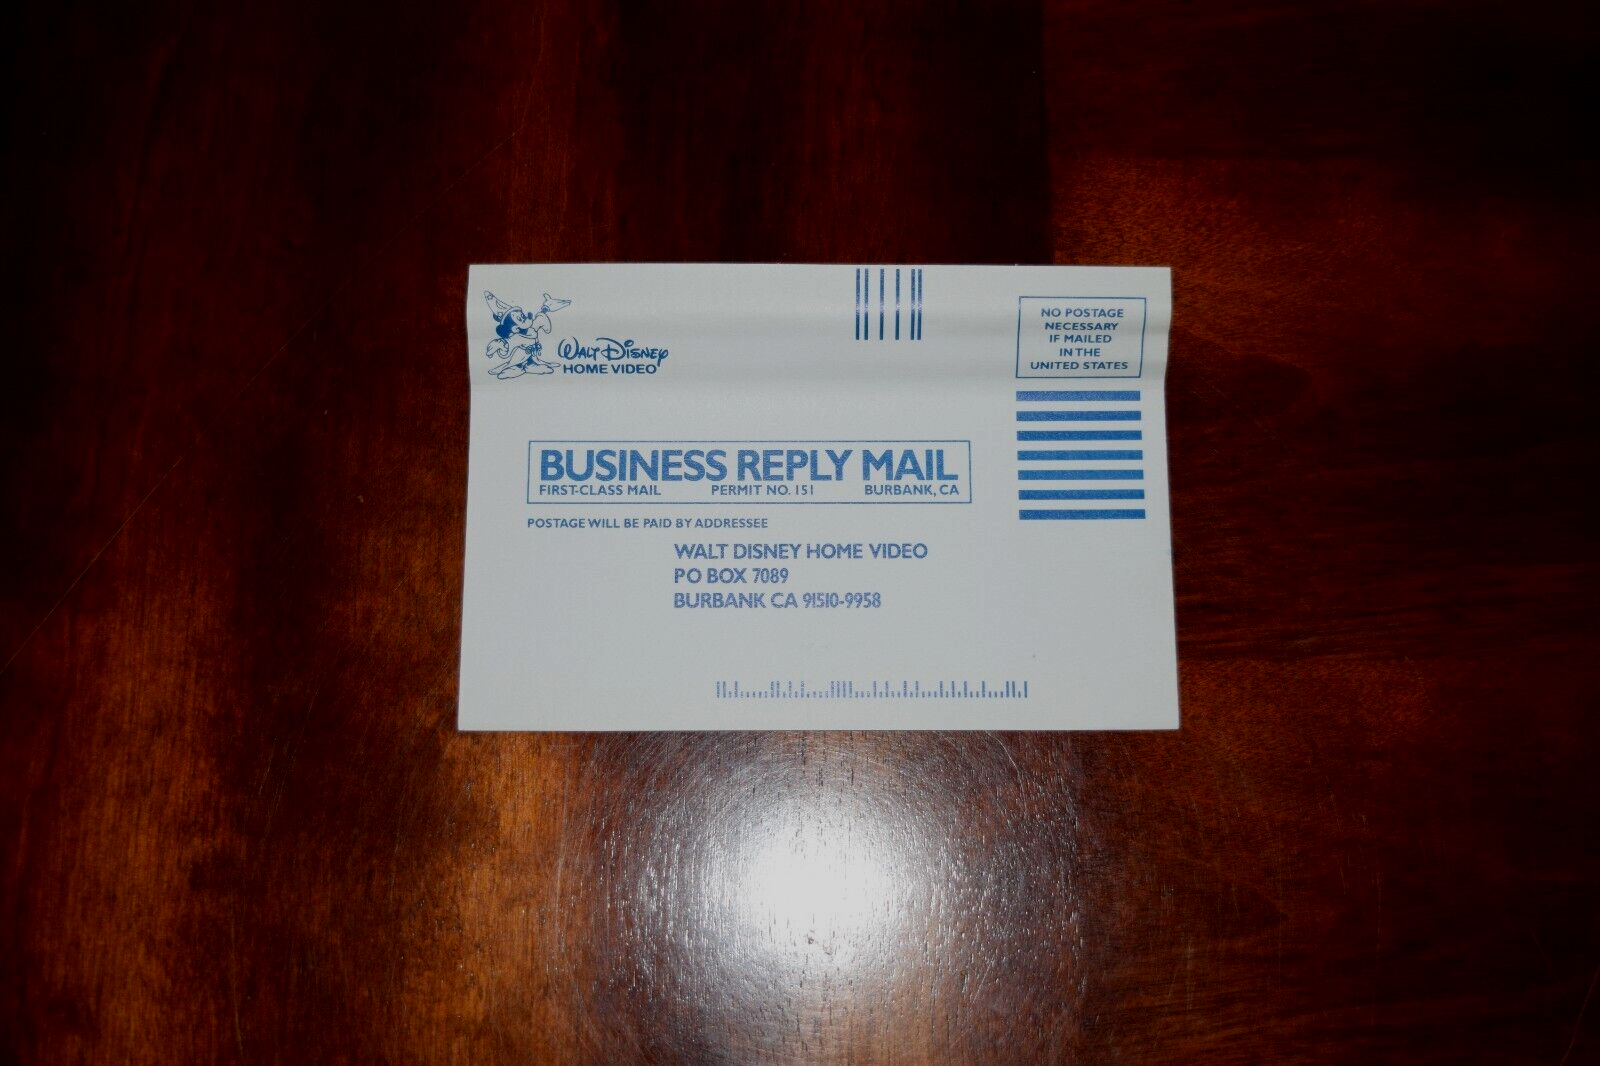 WALT DISNEY
HOME VIDEO
NO POSTAGE
NECESSARY
IF MAILED
IN THE
UNITED STATES
BUSINESS REPLY MAIL
FIRST-CLASS MAIL PERMIT NO. 151 BURBANK, CA
POSTAGE WILL BE PAID BY ADDRESSEE
WALT DISNEY HOME VIDEO
PO BOX 7089
BURBANK CA 91510-9958